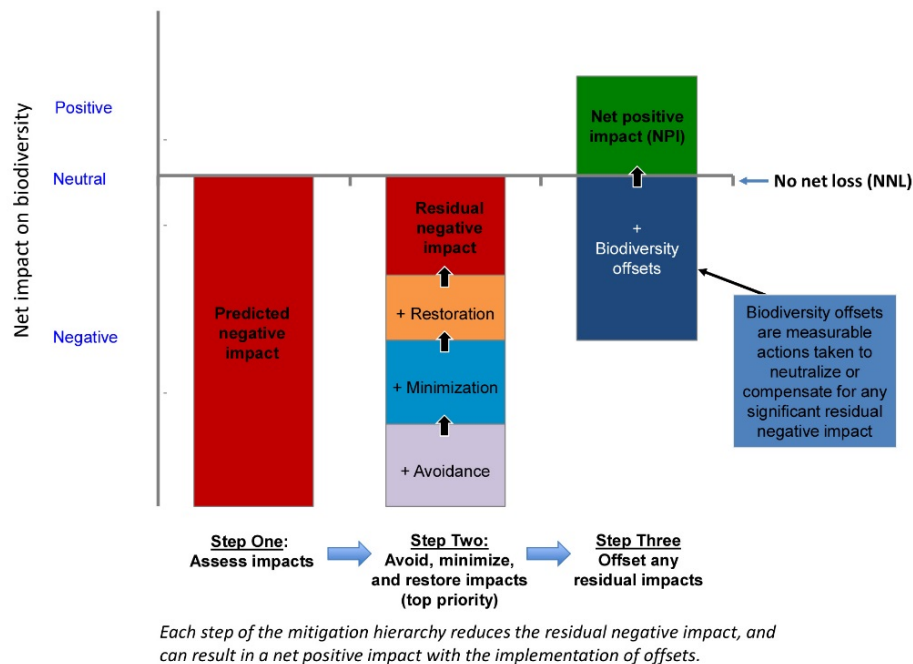 Net impact on biodiversity
Positive
Neutral
Negative
Predicted
negative
impact
Residual
negative
impact
+ Restoration
+ Minimization
+ Avoidance
Net positive
impact (NPI)
+
Biodiversity
offsets
No net loss (NNL)
Biodiversity offsets
are measurable
actions taken to
neutralize or
compensate for any
significant residual
negative impact
Step One:
Assess impacts
Step Two:
Avoid, minimize,
and restore impacts
(top priority)
Step Three
Offset any
residual impacts
Each step of the mitigation hierarchy reduces the residual negative impact, and
can result in a net positive impact with the implementation of offsets.